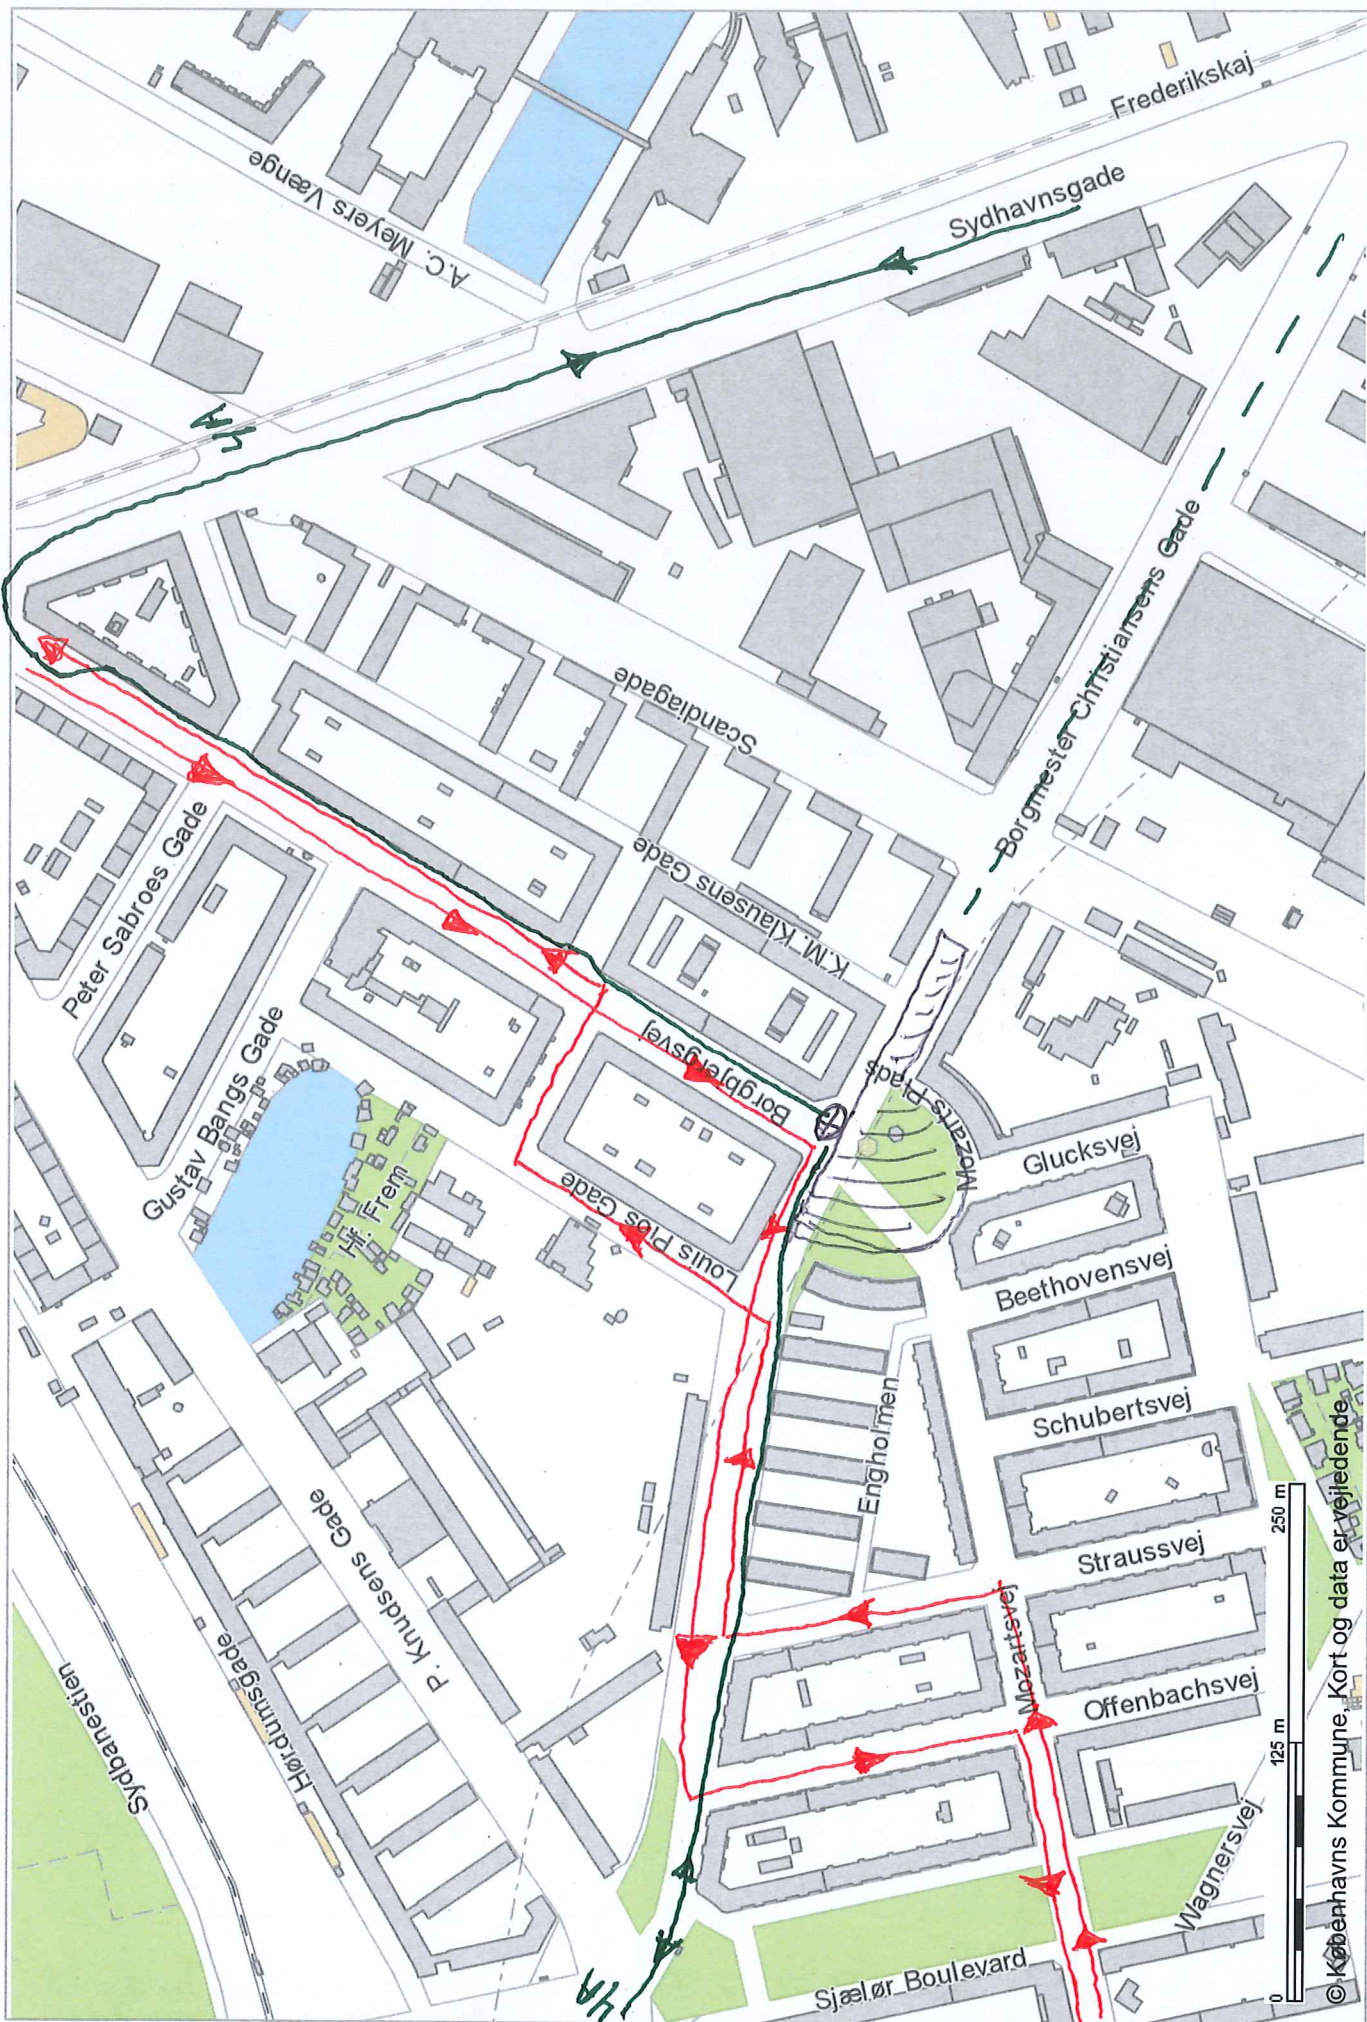 Frederikskaj
A.C. Meyers Vaænge
Sydhavnsgade
4A
Peter Sabroes Gade
Scandiagade
Borgmester Christiansens Gade
Gustav Bangs Gade
K.M. Klausens Gade
Borgbjergsvej
Mozarts Plads
Hf. Frem
Louis Pios Gade
Glucksvej
Beethovensvej
Engholmen
Schubertsvej
P. Knudsens Gade
Straussvej
Mozartsvej
Hørdumsgade
Sydbanestien
Offenbachsvej
Wagnersvej
Sjælør Boulevard
4A
0 125 m 250 m
© Københavns Kommune, Kort og data er vejledende